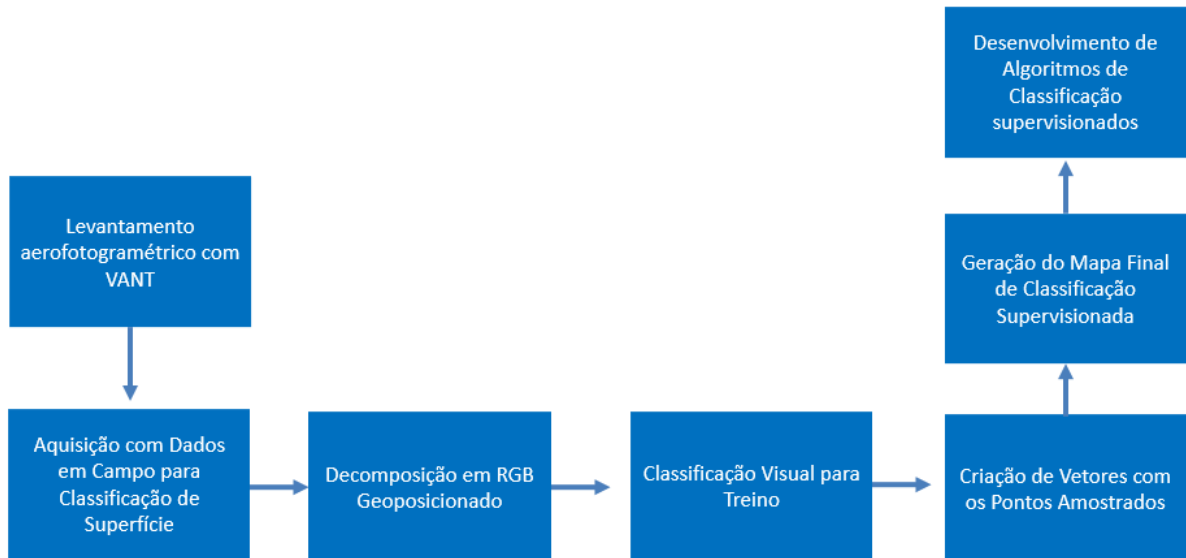 Desenvolvimento de
Algoritmos de
Classificação
supervisionados
Levantamento
aerofotogramétrico com
VANT
Geração do Mapa Final
de Classificação
Supervisionada
Aquisição com Dados
em Campo para
Classificação de
Superfície
Decomposição em RGB
Geoposicionado
Classificação Visual para
Treino
Criação de Vetores com
os Pontos Amostrados